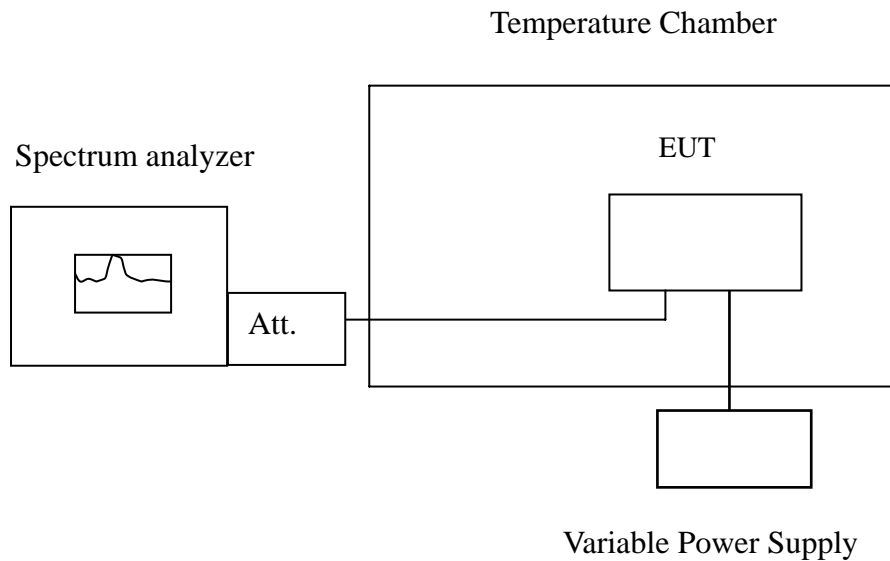 Temperature Chamber
Spectrum analyzer
EUT
Att.
Variable Power Supply